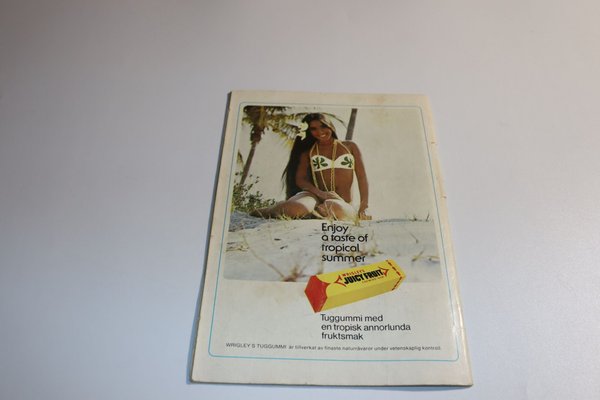 Enjoy
a taste of
tropical
summer
WRIGLEY'S
JUICY FRUIT
Tuggummi med
en tropisk annorlunda
fruktsmak
WRIGLEY S TUGGUMMI är tillverkat av finaste naturråvaror under vetenskaplig kontroll.